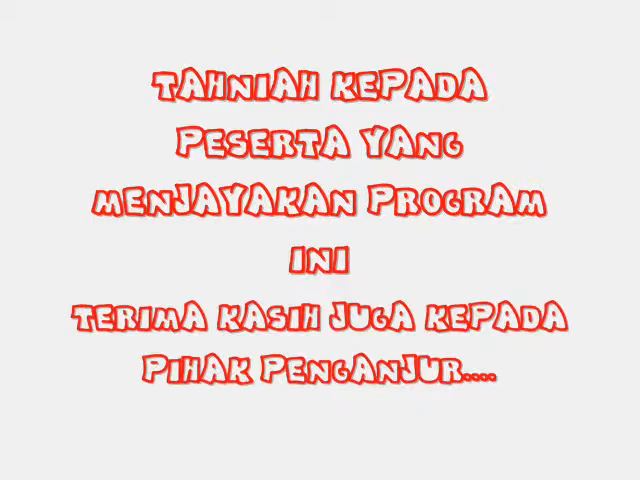 TAHNIAH KEPADA
PESERTA YANG
MENJAYAKAN PROGRAM
INI
TERIMA KASIH JUGA KEPADA
PIHAK PENGANJUR....